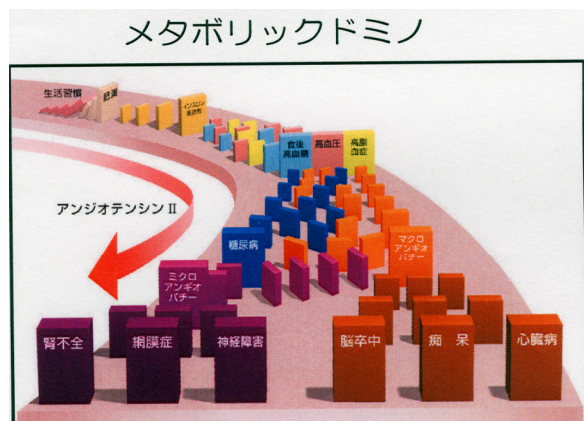 メタボリックドミノ
生活習慣
肥満
インスリン
抵抗性
食後
高血糖
高血圧
高脂
血症
アンジオテンシン II
糖尿病
マクロ
アンギオ
パチー
ミクロ
アンギオ
パチー
腎不全
網膜症
神経障害
脳卒中
痴 呆
心臓病